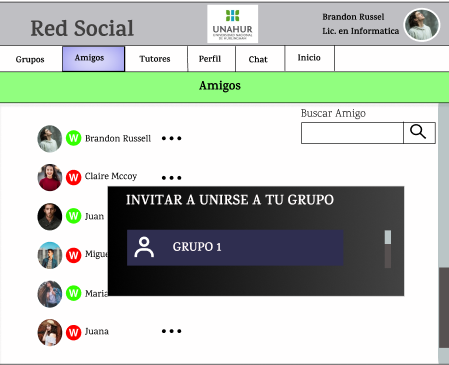 Red Social
UNAHUR
Brandon Russel
Lic. en Informatica
Grupos
Amigos
Tutores
Perfil
Chat
Inicio
Amigos
Buscar Amigo
W Brandon Russell
W Claire Mccoy
W Juan
W Migue
W Maria
W Juana
INVITAR A UNIRSE A TU GRUPO
GRUPO 1